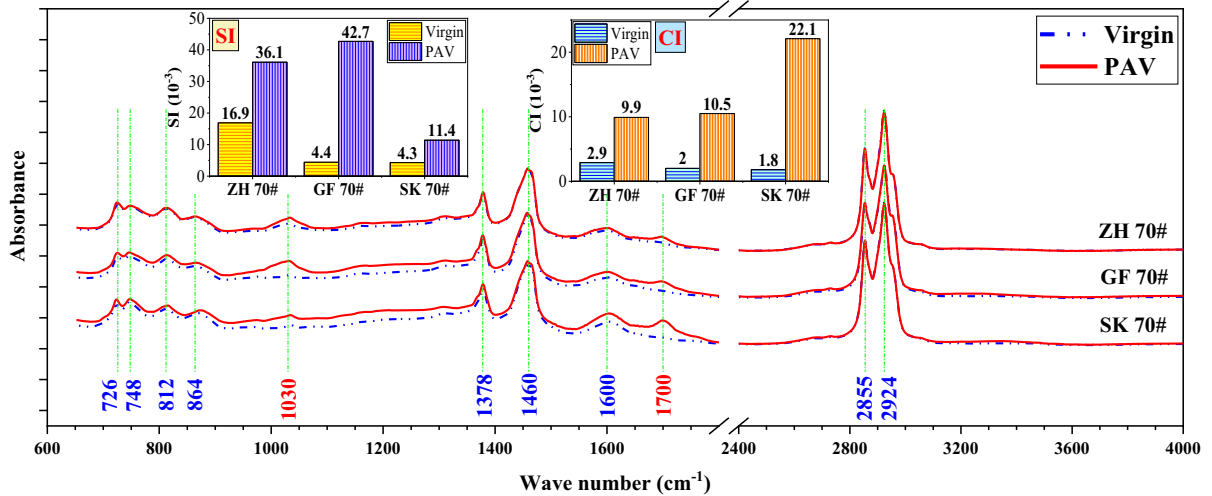 SI
50
40
30
20
10
0
SI (10⁻³)
16.9
36.1
4.4
42.7
4.3
11.4
Virgin
PAV
ZH 70#
GF 70#
SK 70#
CI
20
10
0
CI (10⁻³)
2.9
9.9
2
10.5
1.8
22.1
Virgin
PAV
ZH 70#
GF 70#
SK 70#
Virgin
PAV
Absorbance
ZH 70#
GF 70#
SK 70#
726
748
812
864
1030
1378
1460
1600
1700
2855
2924
600
800
1000
1200
1400
1600
2400
2800
3200
3600
4000
Wave number (cm⁻¹)